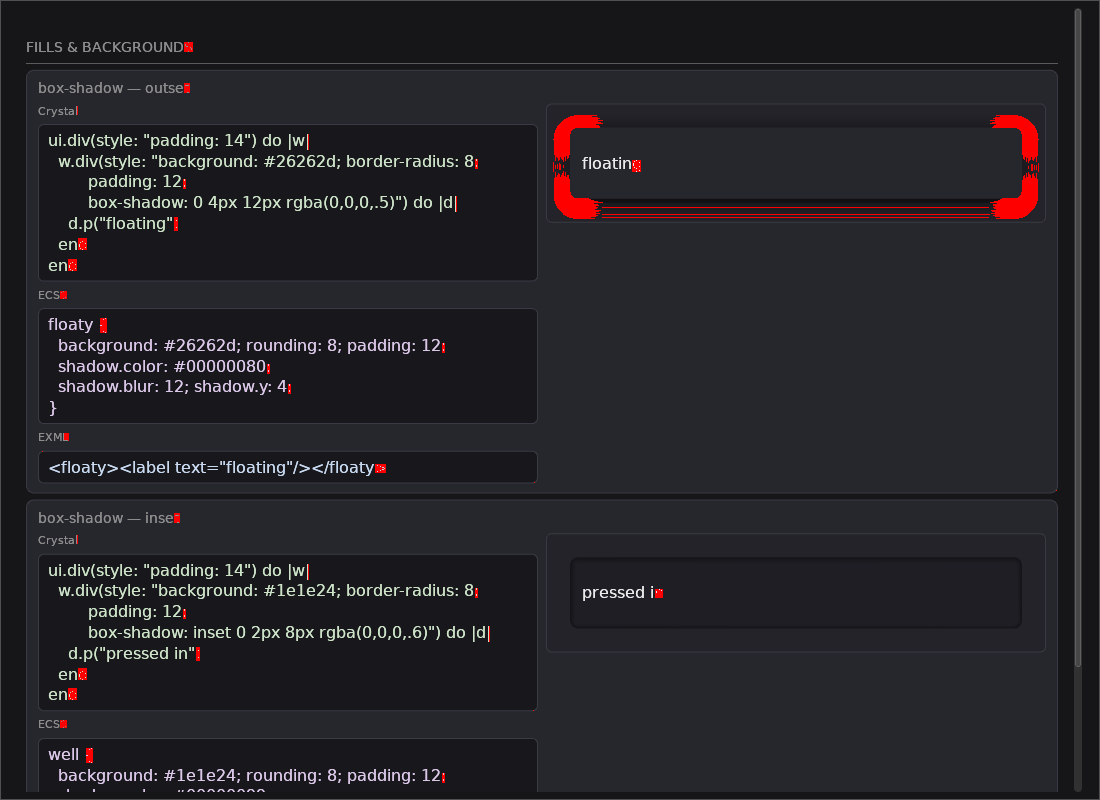 FILLS & BACKGROUND
box-shadow — outse
Crystal
ui.div(style: "padding: 14") do |w|
w.div(style: "background: #26262d; border-radius: 8;
padding: 12;
box-shadow: 0 4px 12px rgba(0,0,0,.5)") do |d|
d.p("floating"
en
en
ECS
floaty {
background: #26262d; rounding: 8; padding: 12;
shadow.color: #00000080;
shadow.blur: 12; shadow.y: 4;
}
EXML
<floaty><label text="floating"/></floaty>
floatin
box-shadow — inse
Crystal
ui.div(style: "padding: 14") do |w|
w.div(style: "background: #1e1e24; border-radius: 8;
padding: 12;
box-shadow: inset 0 2px 8px rgba(0,0,0,.6)") do |d|
d.p("pressed in"
en
en
ECS
well {
background: #1e1e24; rounding: 8; padding: 12;
pressed i